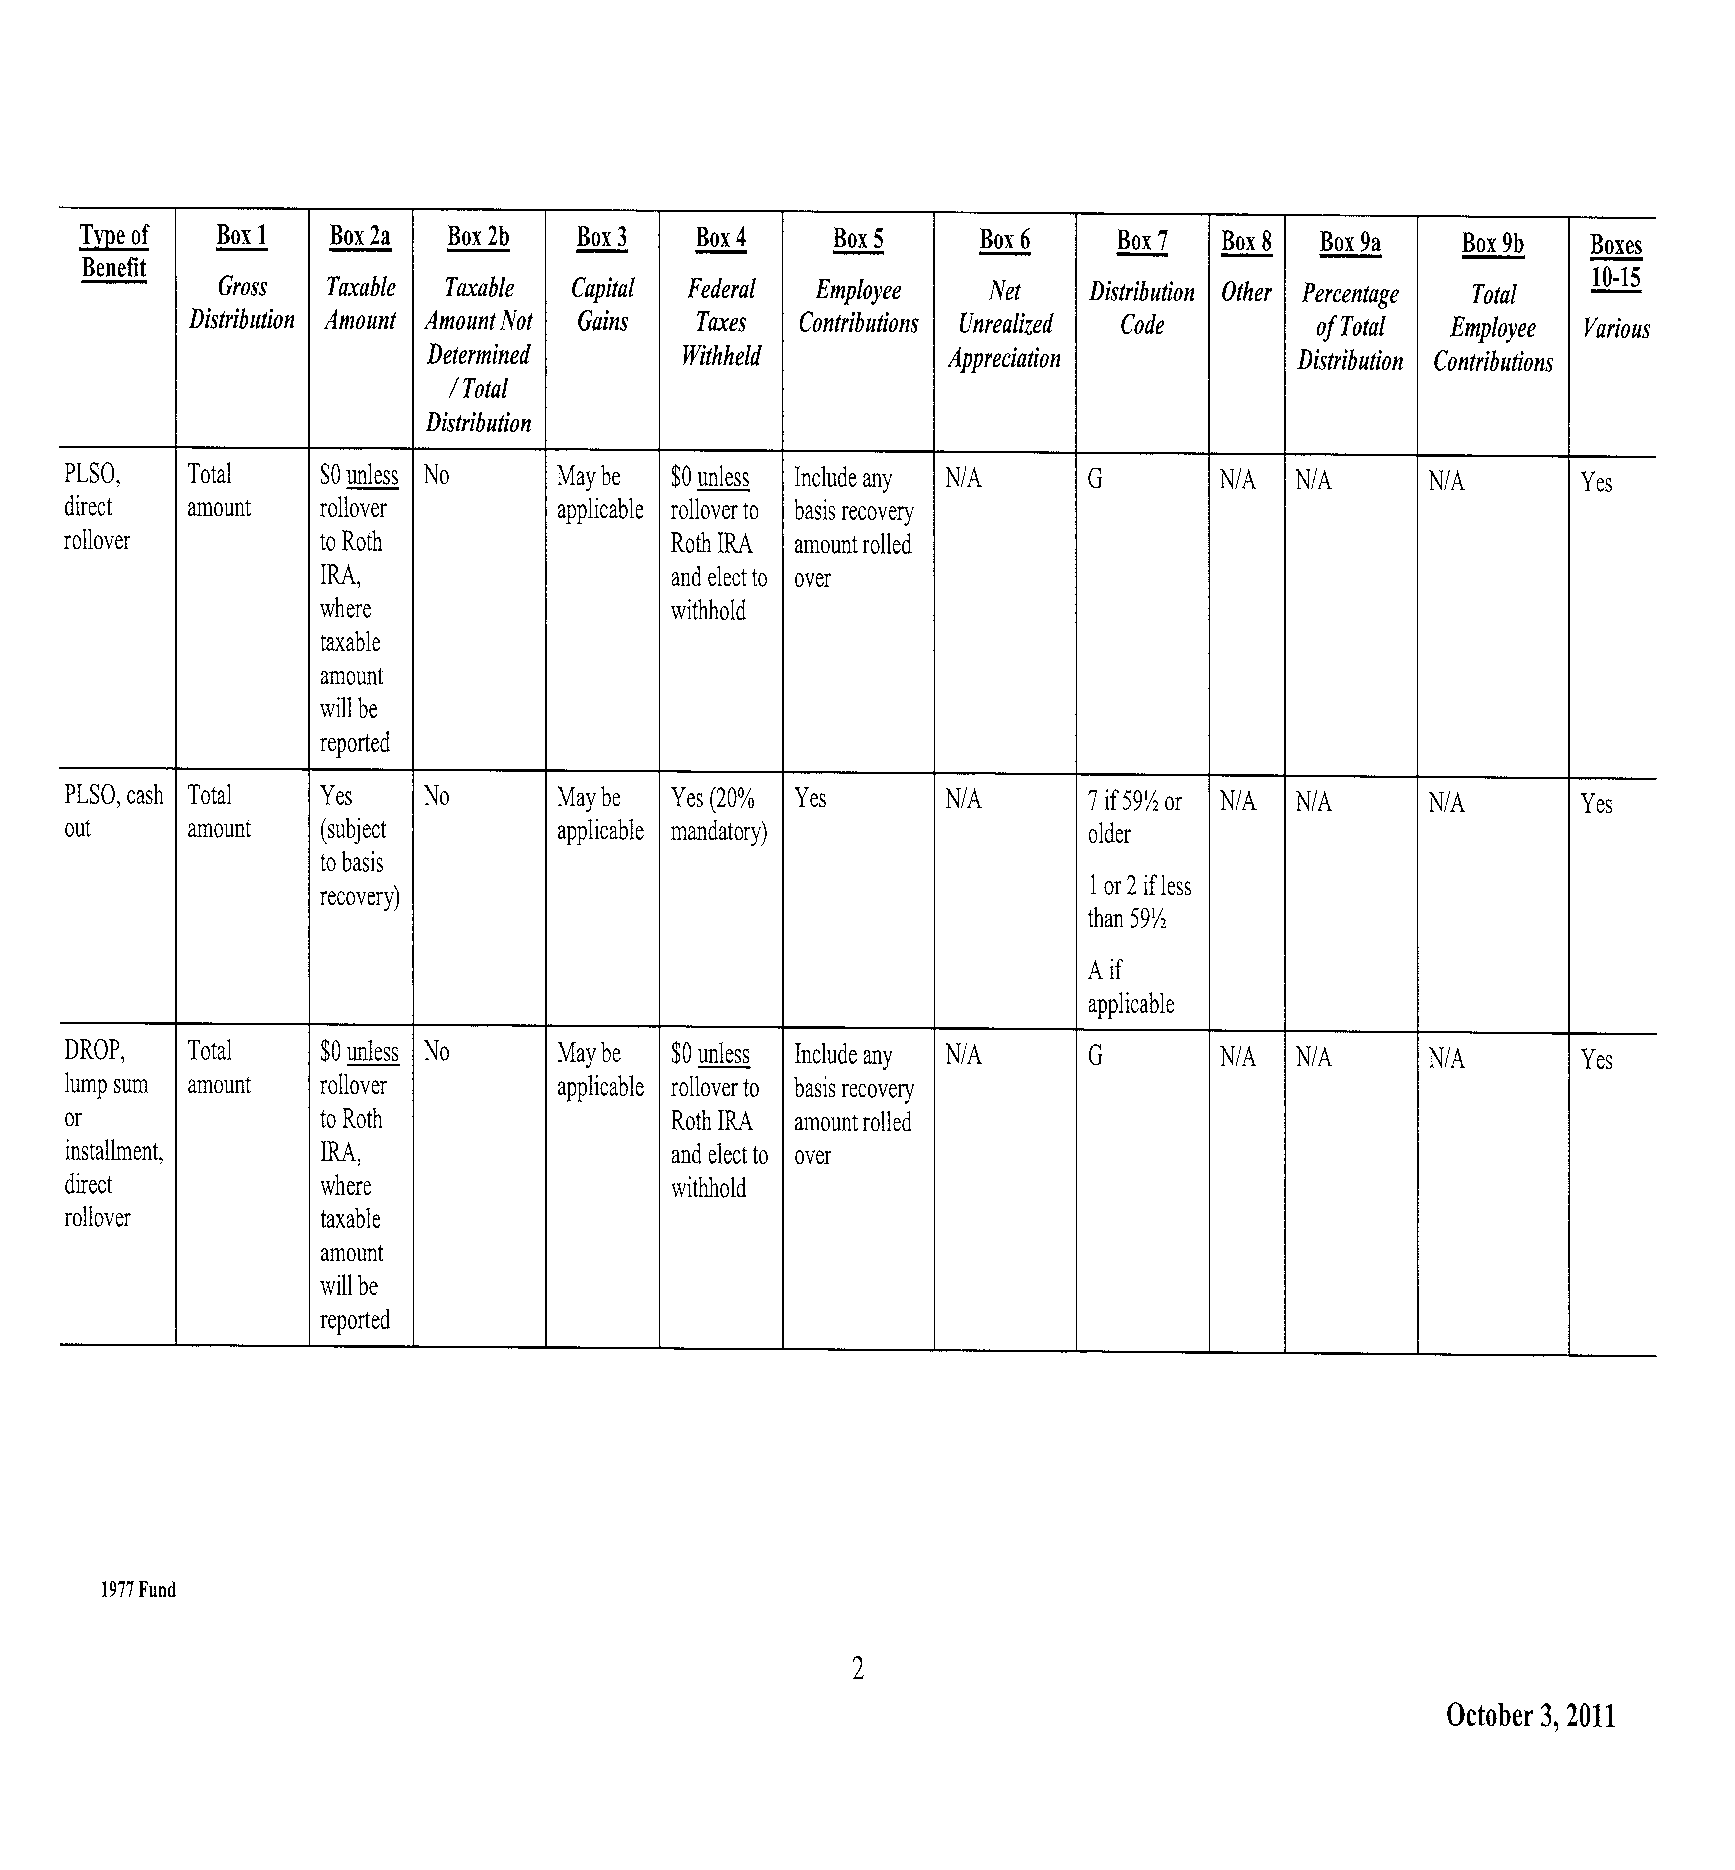 Type of Benefit | Box 1 Gross Distribution | Box 2a Taxable Amount | Box 2b Taxable Amount Not Determined / Total Distribution | Box 3 Capital Gains | Box 4 Federal Taxes Withheld | Box 5 Employee Contributions | Box 6 Net Unrealized Appreciation | Box 7 Distribution Code | Box 8 Other | Box 9a Percentage of Total Distribution | Box 9b Total Employee Contributions | Boxes 10-15 Various
PLSO, direct rollover | Total amount | $0 unless rollover to Roth IRA, where taxable amount will be reported | No | May be applicable | $0 unless rollover to Roth IRA and elect to withhold | Include any basis recovery amount rolled over | N/A | G | N/A | N/A | N/A | Yes
PLSO, cash out | Total amount | Yes (subject to basis recovery) | No | May be applicable | Yes (20% mandatory) | Yes | N/A | 7 if 59½ or older 1 or 2 if less than 59½ A if applicable | N/A | N/A | N/A | Yes
DROP, lump sum or installment, direct rollover | Total amount | $0 unless rollover to Roth IRA, where taxable amount will be reported | No | May be applicable | $0 unless rollover to Roth IRA and elect to withhold | Include any basis recovery amount rolled over | N/A | G | N/A | N/A | N/A | Yes
1977 Fund
2
October 3, 2011